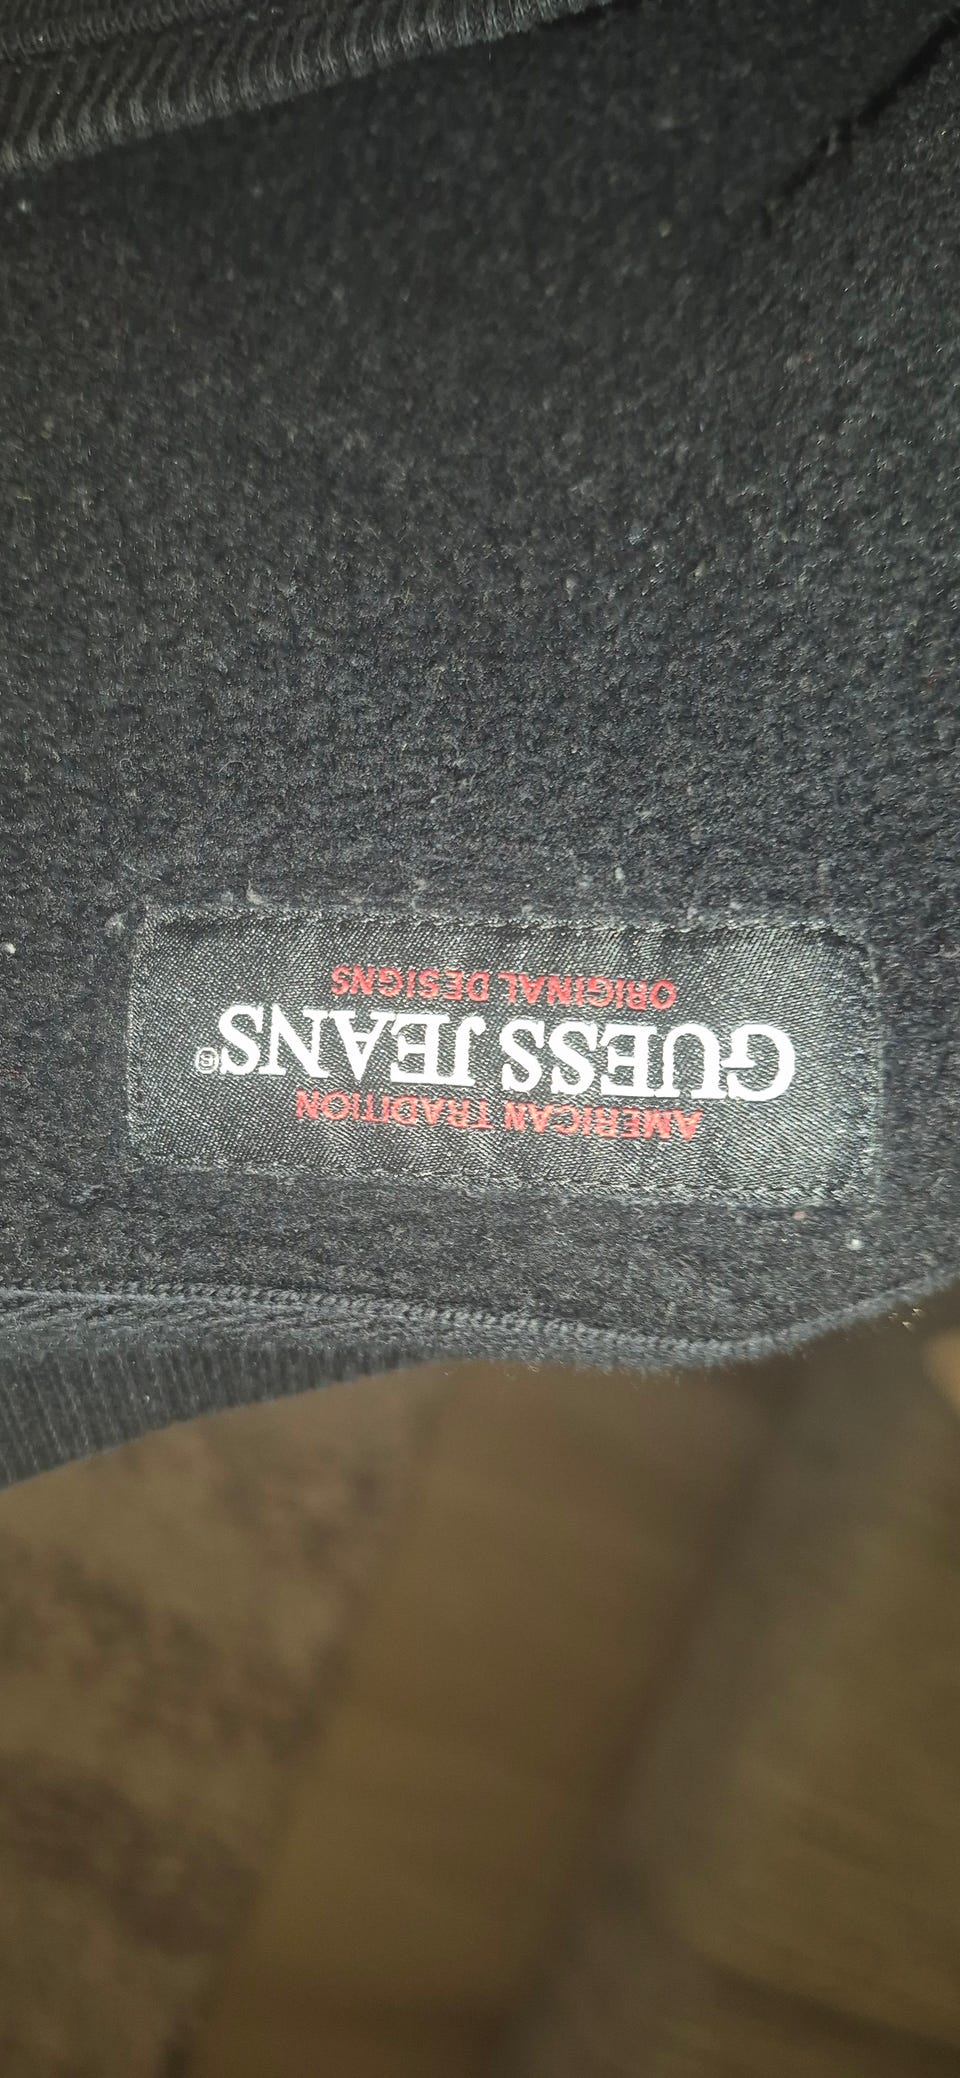 AMERICAN TRADITION
GUESS JEANS®
ORIGINAL DESIGNS